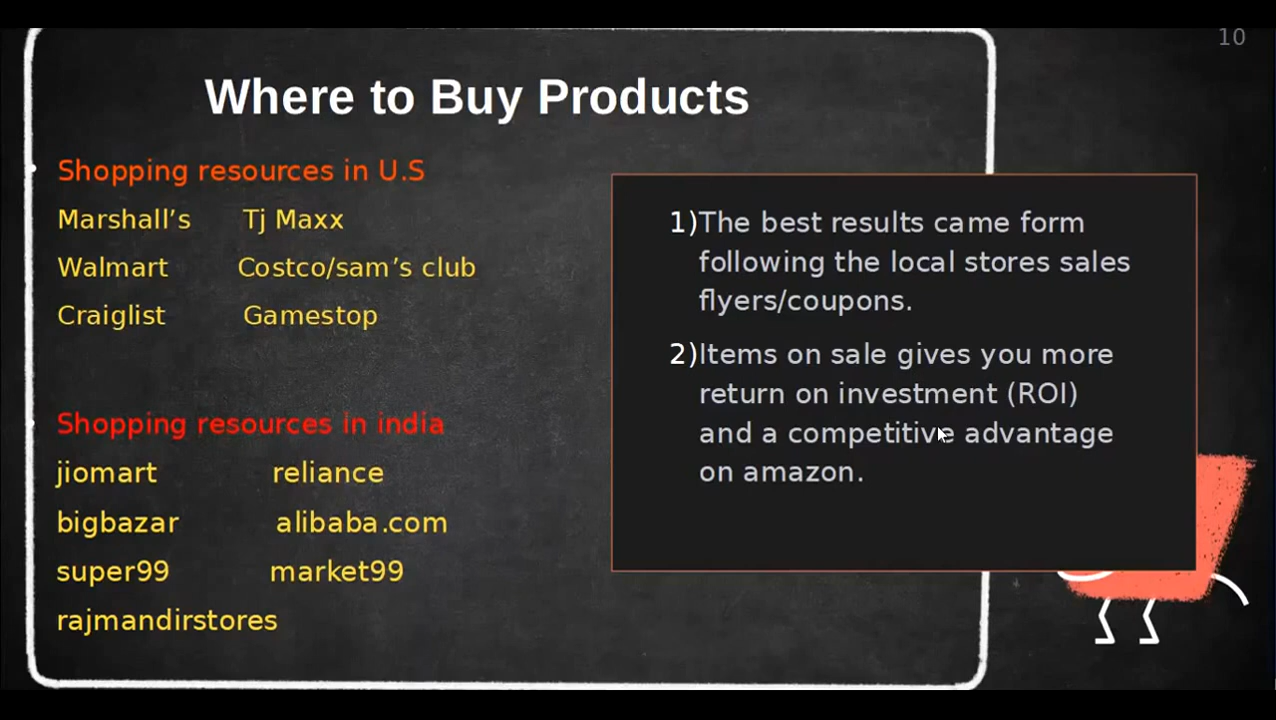 10
Where to Buy Products
Shopping resources in U.S
Marshall’s Tj Maxx
Walmart Costco/sam’s club
Craiglist Gamestop
Shopping resources in india
jiomart reliance
bigbazar alibaba.com
super99 market99
rajmandirstores
1)The best results came form
following the local stores sales
flyers/coupons.
2)Items on sale gives you more
return on investment (ROI)
and a competitive advantage
on amazon.